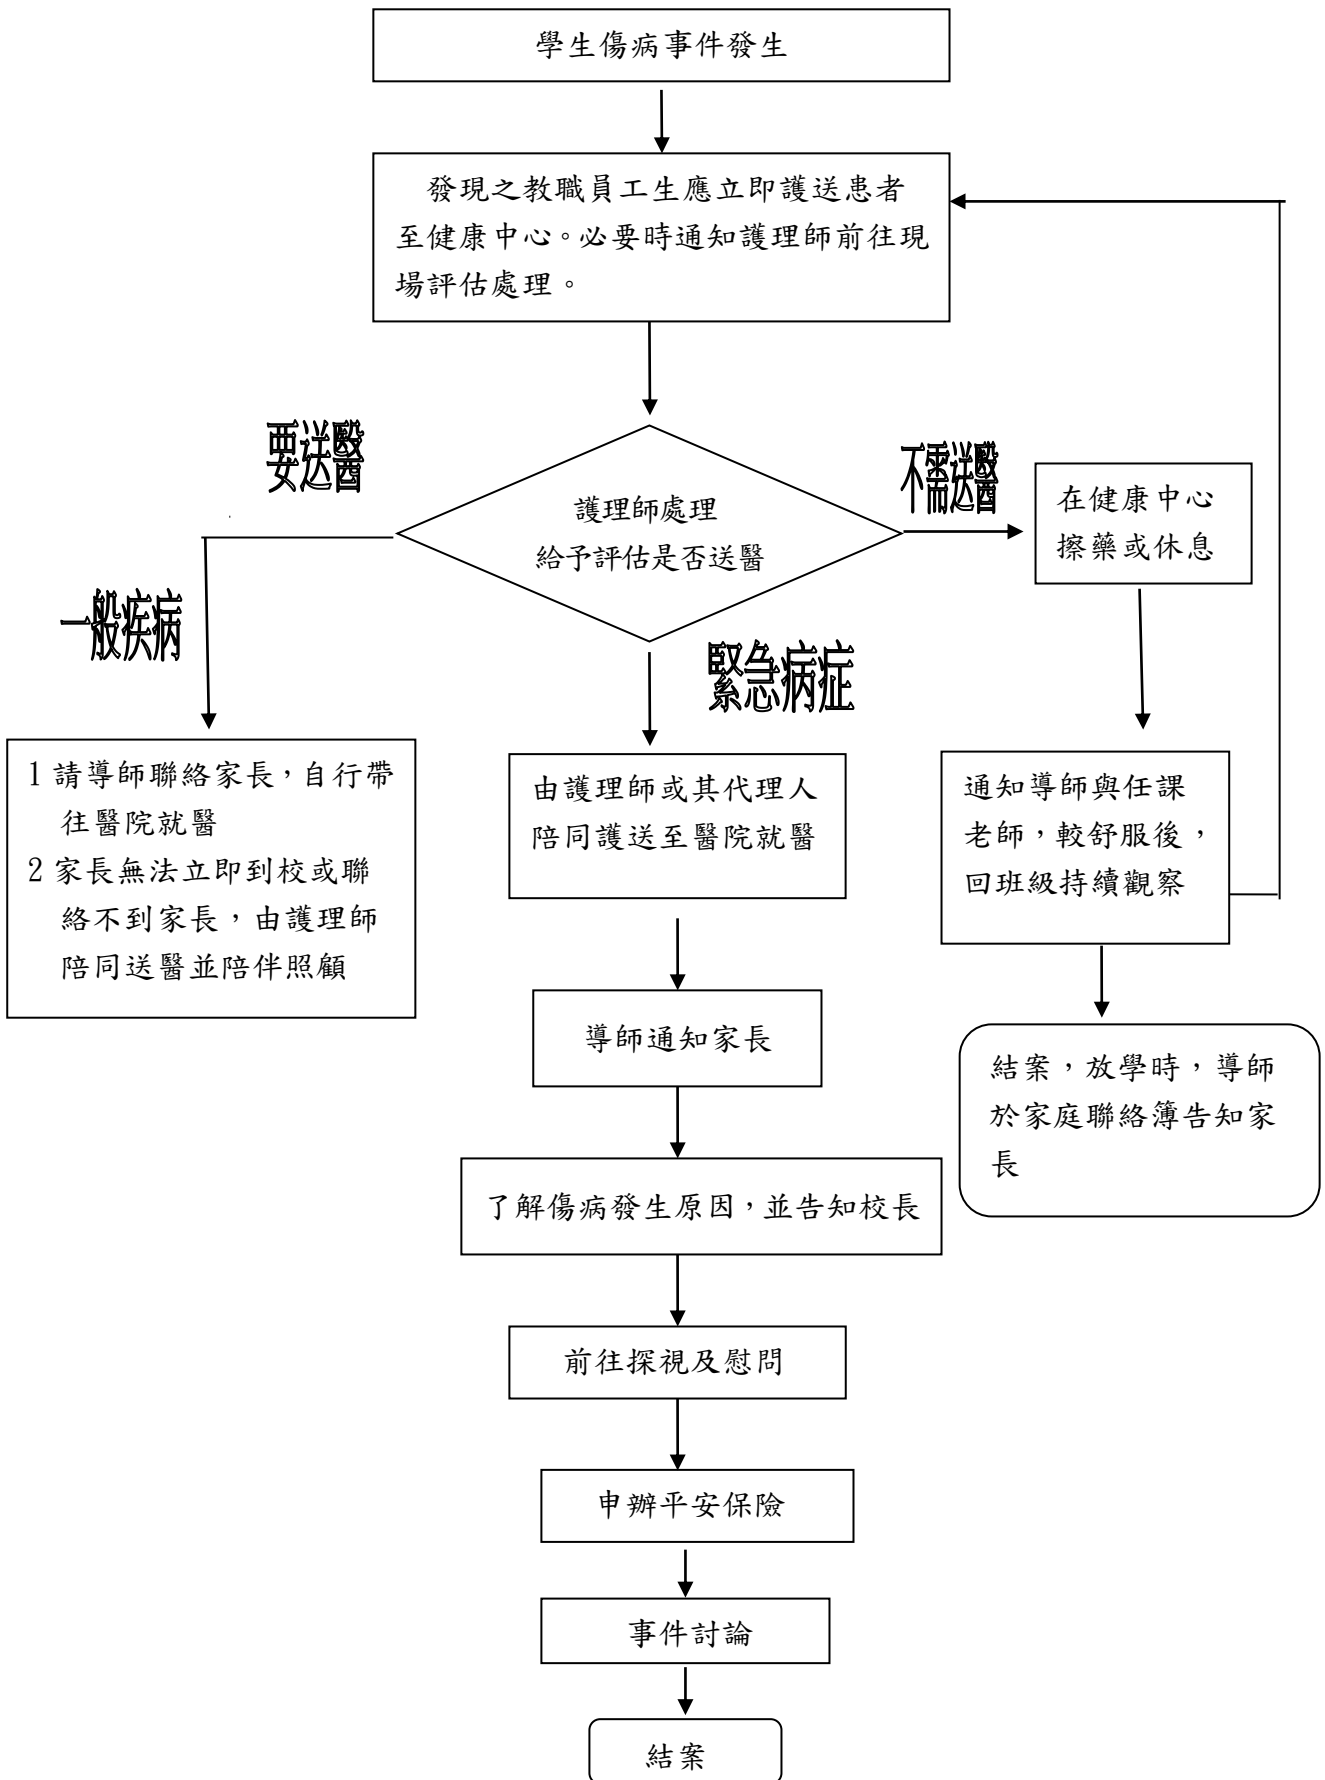 學生傷病事件發生
發現之教職員工生應立即護送患者
至健康中心。必要時通知護理師前往現
場評估處理。
要送醫
不需送醫
護理師處理
給予評估是否送醫
在健康中心
擦藥或休息
一般疾病
緊急病症
1 請導師聯絡家長，自行帶
往醫院就醫
2 家長無法立即到校或聯
絡不到家長，由護理師
陪同送醫並陪伴照顧
由護理師或其代理人
陪同護送至醫院就醫
通知導師與任課
老師，較舒服後，
回班級持續觀察
導師通知家長
結案，放學時，導師
於家庭聯絡簿告知家
長
了解傷病發生原因，並告知校長
前往探視及慰問
申辦平安保險
事件討論
結案